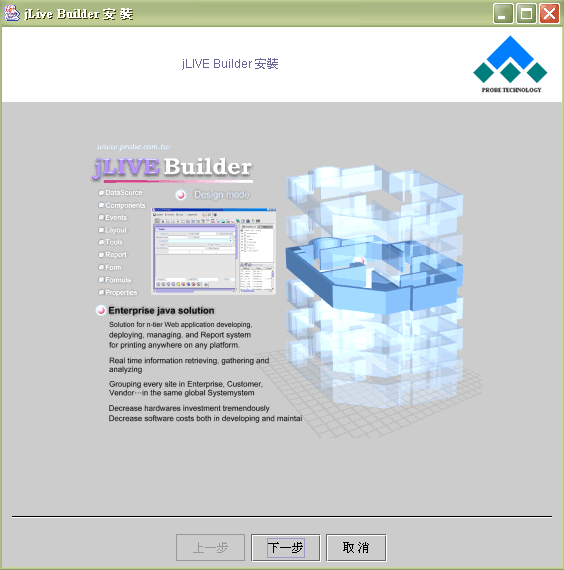 jLive Builder 安裝
jLIVE Builder 安裝
PROBE TECHNOLOGY
www.probe.com.tw
jLIVE Builder
DataSource
Design mode
Components
Events
Layout
Tools
Report
Form
Formula
Properties
Enterprise java solution
Solution for n-tier Web application developing,
deploying, managing. and Report system
for printing anywhere on any platform.
Real time information retrieving, gathering and
analyzing
Grouping every site in Enterprise, Customer,
Vendor⋯in the same global Systemystem
Decrease hardwares investment tremendously
Decrease software costs both in developing and maintai
上一步
下一步
取消